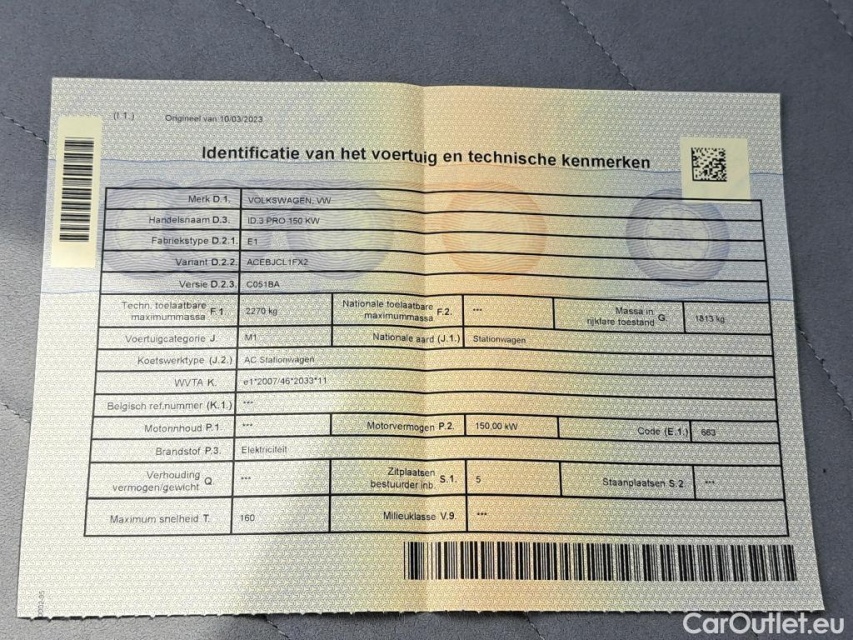 (I.1.) Origineel van 10/03/2023
Identificatie van het voertuig en technische kenmerken
Merk D.1. VOLKSWAGEN, VW
Handelsnaam D.3. ID.3 PRO 150 KW
Fabriekstype D.2.1. E1
Variant D.2.2. ACEBJCL1FX2
Versie D.2.3. C051BA
Techn. toelaatbare maximummassa F.1. 2270 kg Nationale toelaatbare maximummassa F.2. *** Massa in rijklare toestand G. 1813 kg
Voertuigcategorie J. M1 Nationale aard (J.1.) Stationwagen
Koetswerktype (J.2.) AC Stationwagen
WVTA K. e1*2007/46*2033*11
Belgisch ref.nummer (K.1.) ***
Motorinhoud P.1. *** Motorvermogen P.2. 150,00 kW Code (E.1.) 663
Brandstof P.3. Elektriciteit
Verhouding vermogen/gewicht Q. *** Zitplaatsen bestuurder inb. S.1. 5 Staanplaatsen S.2. ***
Maximum snelheid T. 160 Milieuklasse V.9. ***
CarOutlet.eu